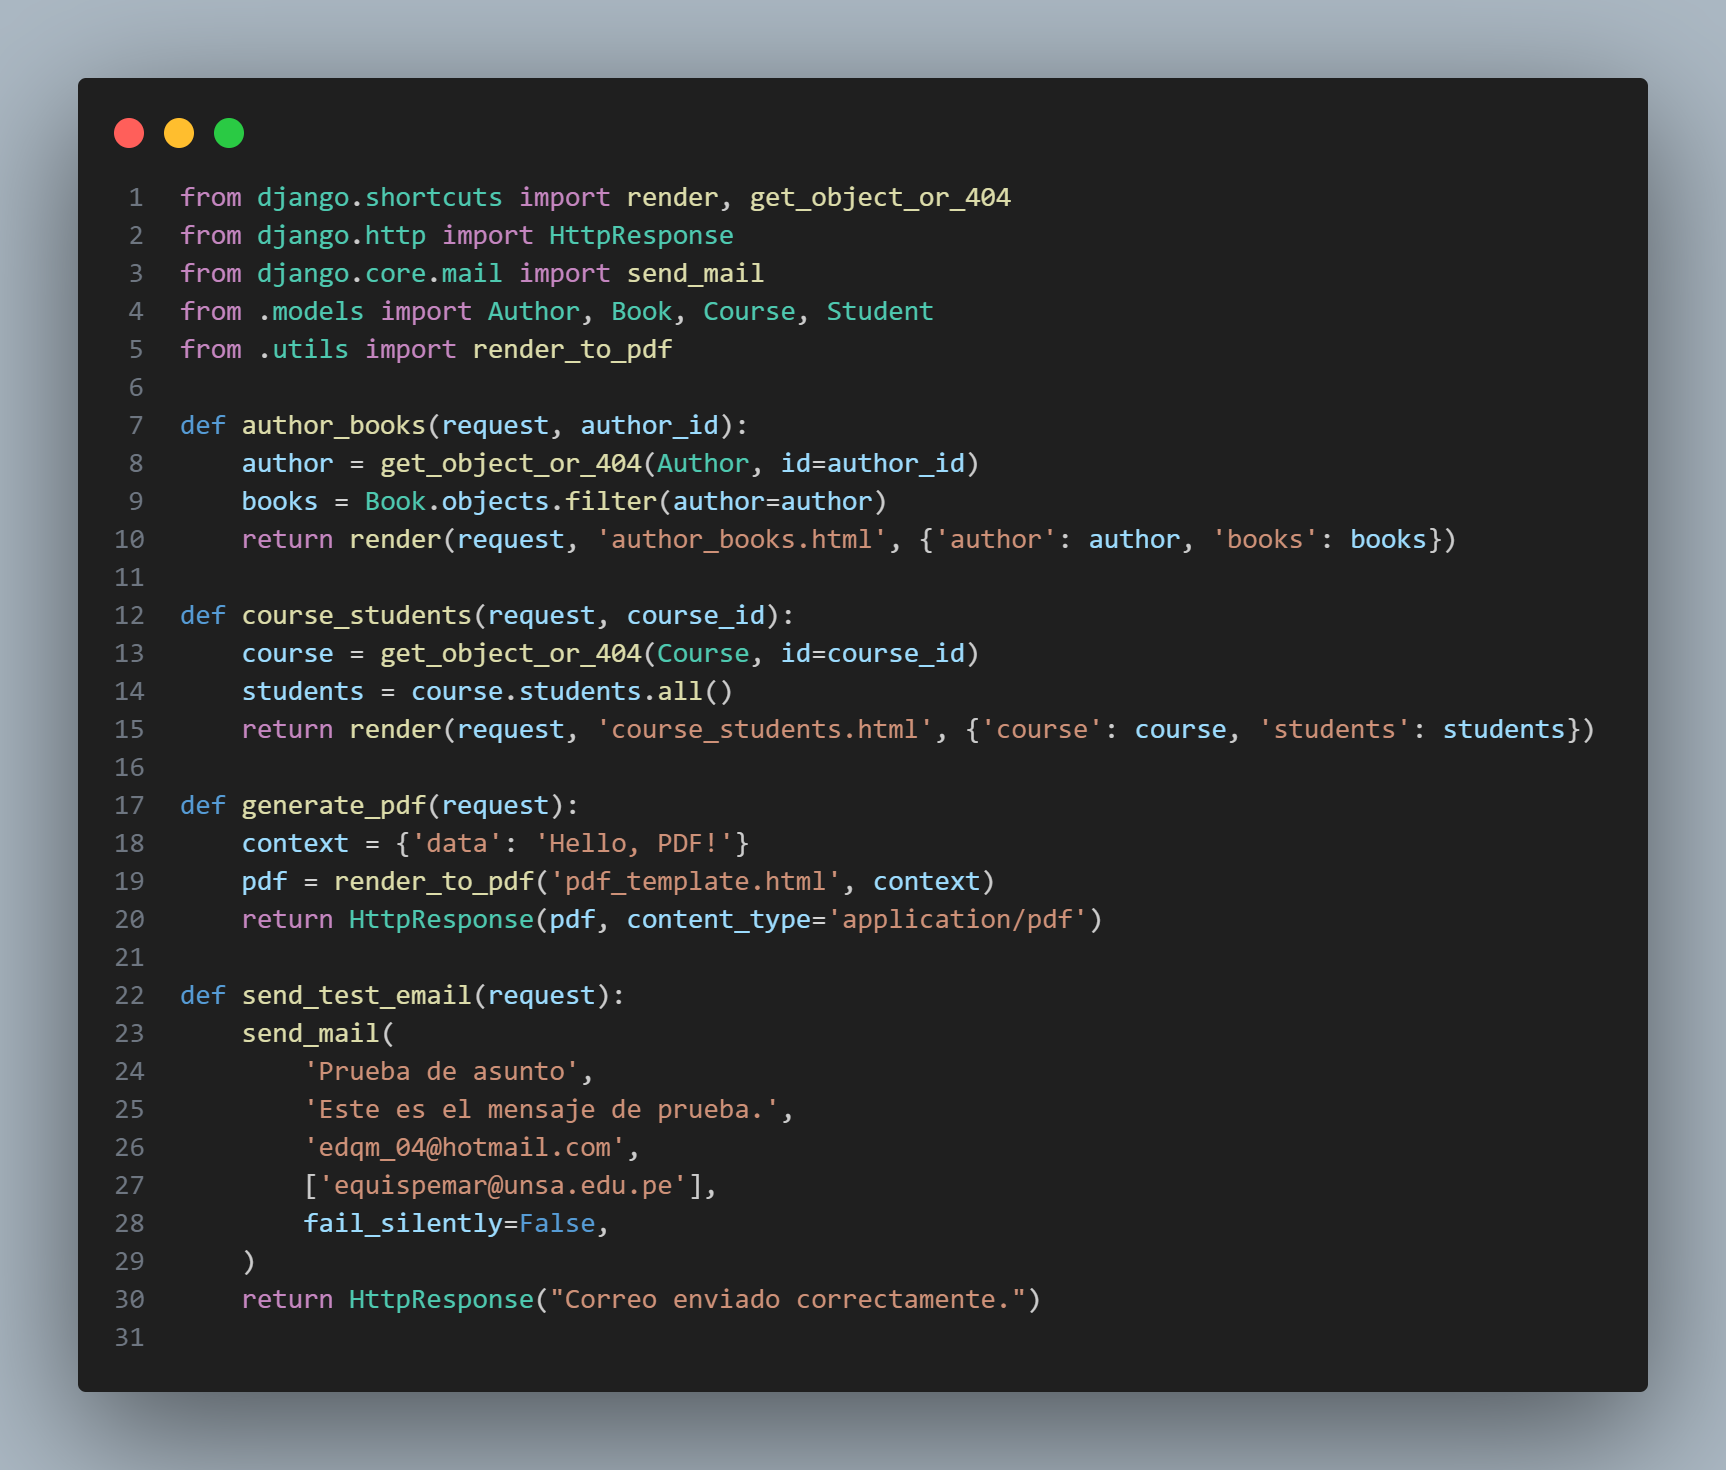 1 from django.shortcuts import render, get_object_or_404
2 from django.http import HttpResponse
3 from django.core.mail import send_mail
4 from .models import Author, Book, Course, Student
5 from .utils import render_to_pdf
6
7 def author_books(request, author_id):
8     author = get_object_or_404(Author, id=author_id)
9     books = Book.objects.filter(author=author)
10     return render(request, 'author_books.html', {'author': author, 'books': books})
11
12 def course_students(request, course_id):
13     course = get_object_or_404(Course, id=course_id)
14     students = course.students.all()
15     return render(request, 'course_students.html', {'course': course, 'students': students})
16
17 def generate_pdf(request):
18     context = {'data': 'Hello, PDF!'}
19     pdf = render_to_pdf('pdf_template.html', context)
20     return HttpResponse(pdf, content_type='application/pdf')
21
22 def send_test_email(request):
23     send_mail(
24         'Prueba de asunto',
25         'Este es el mensaje de prueba.',
26         'edqm_04@hotmail.com',
27         ['equispemar@unsa.edu.pe'],
28         fail_silently=False,
29     )
30     return HttpResponse("Correo enviado correctamente.")
31